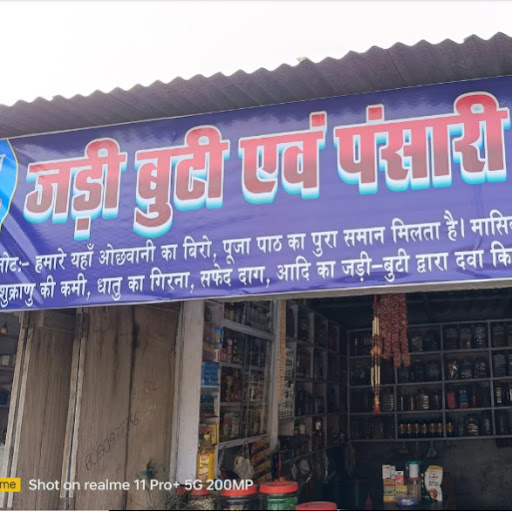 जड़ी बुटी एवं पंसारी
नोट:- हमारे यहाँ ओछवानी का बिरो, पूजा पाठ का पुरा समान मिलता है। मासिक
शुक्राणु की कमी, धातु का गिरना, सफेद दाग, आदि का जड़ी-बुटी द्वारा दवा कि
Shot on realme 11 Pro+ 5G 200MP